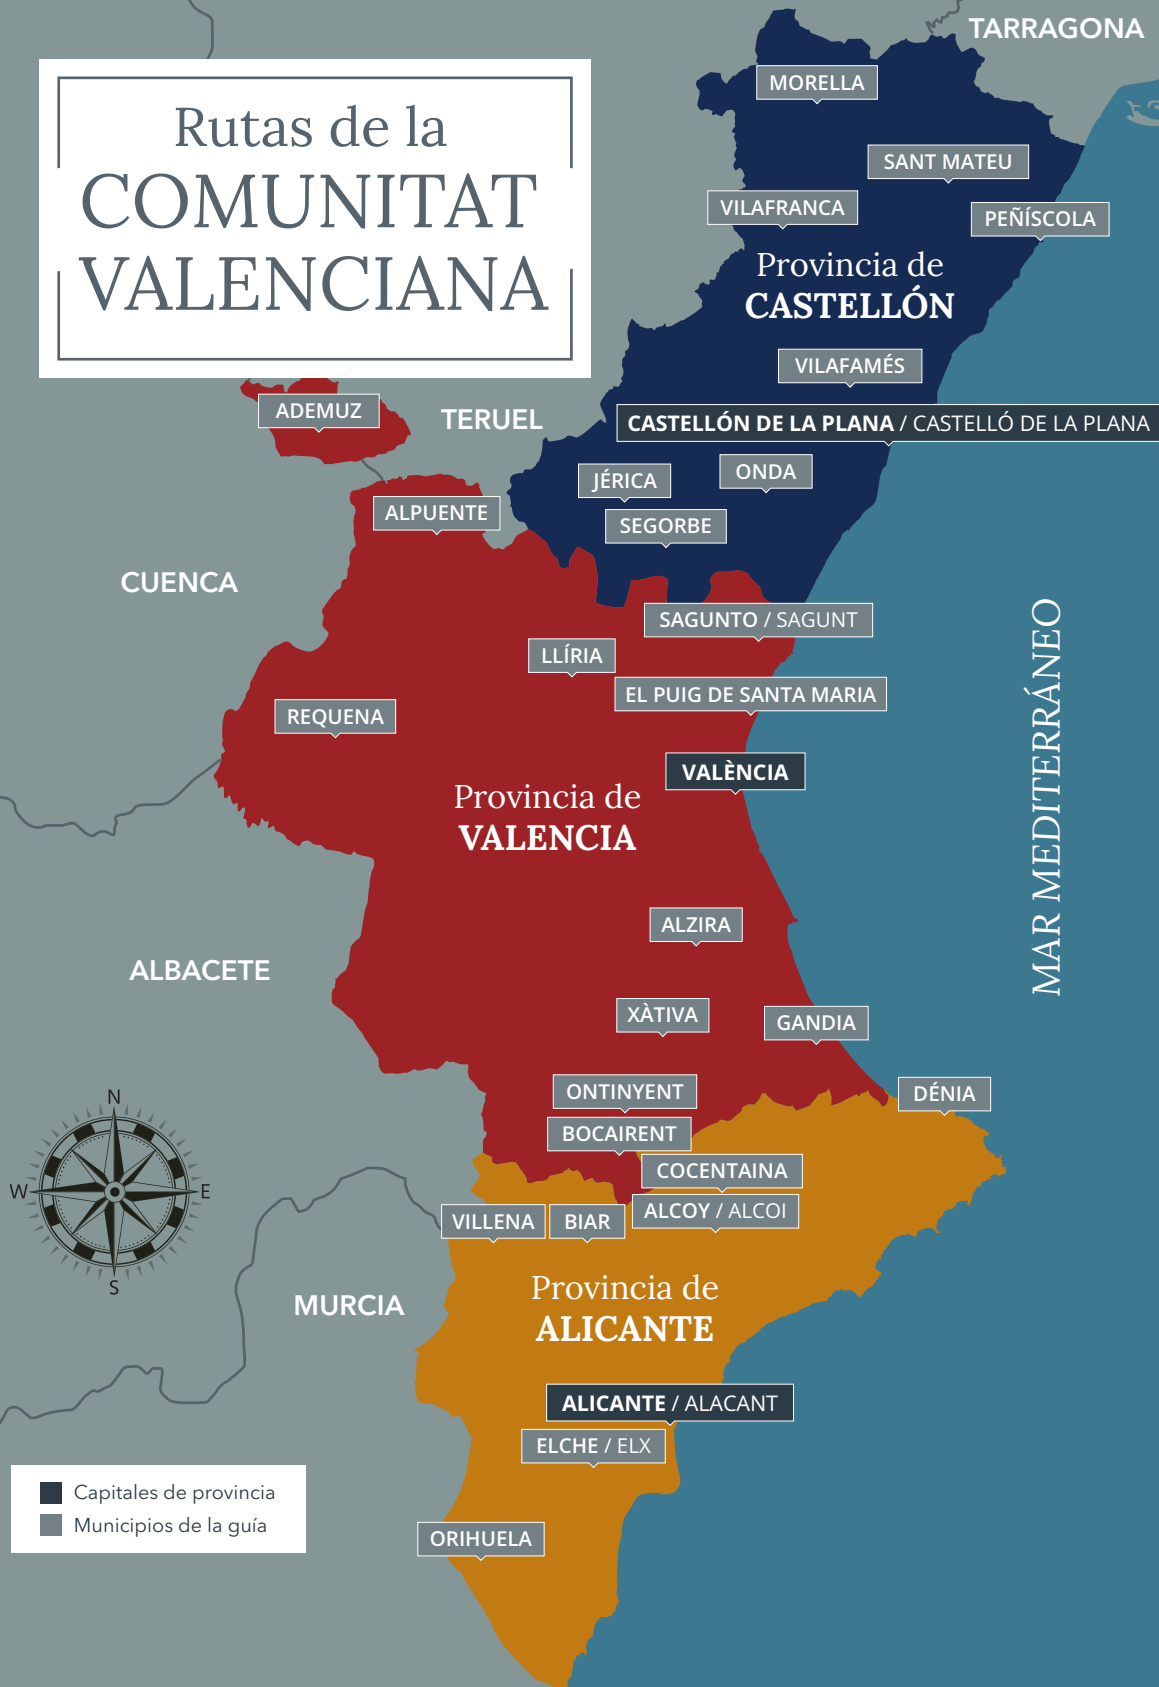 TARRAGONA
Rutas de la
COMUNITAT
VALENCIANA
MORELLA
SANT MATEU
VILAFRANCA
PEÑÍSCOLA
Provincia de
CASTELLÓN
VILAFAMÉS
ADEMUZ
TERUEL
CASTELLÓN DE LA PLANA / CASTELLÓ DE LA PLANA
JÉRICA
ONDA
ALPUENTE
SEGORBE
CUENCA
SAGUNTO / SAGUNT
LLÍRIA
EL PUIG DE SANTA MARIA
REQUENA
VALÈNCIA
Provincia de
VALENCIA
MAR MEDITERRÁNEO
ALZIRA
ALBACETE
XÀTIVA
GANDIA
ONTINYENT
DÉNIA
BOCAIRENT
COCENTAINA
ALCOY / ALCOI
VILLENA
BIAR
N
W
E
S
Provincia de
ALICANTE
MURCIA
ALICANTE / ALACANT
ELCHE / ELX
Capitales de provincia
Municipios de la guía
ORIHUELA